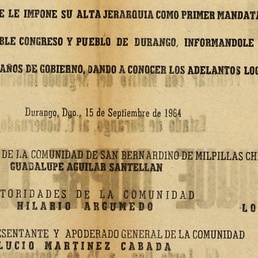 E LE IMPONE SU ALTA JERARQUIA COMO PRIMER MANDATA
BLE CONGRESO Y PUEBLO DE DURANGO, INFORMANDOLE
AÑOS DE GOBIERNO, DANDO A CONOCER LOS ADELANTOS LOG
Durango, Dgo., 15 de Septiembre de 1964
DE LA COMUNIDAD DE SAN BERNARDINO DE MILPILLAS CH
GUADALUPE AGUILAR SANTELLAN
TORIDADES DE LA COMUNIDAD
HILARIO ARGUMEDO LO
ESENTANTE Y APODERADO GENERAL DE LA COMUNIDAD
LUCIO MARTINEZ CABADA